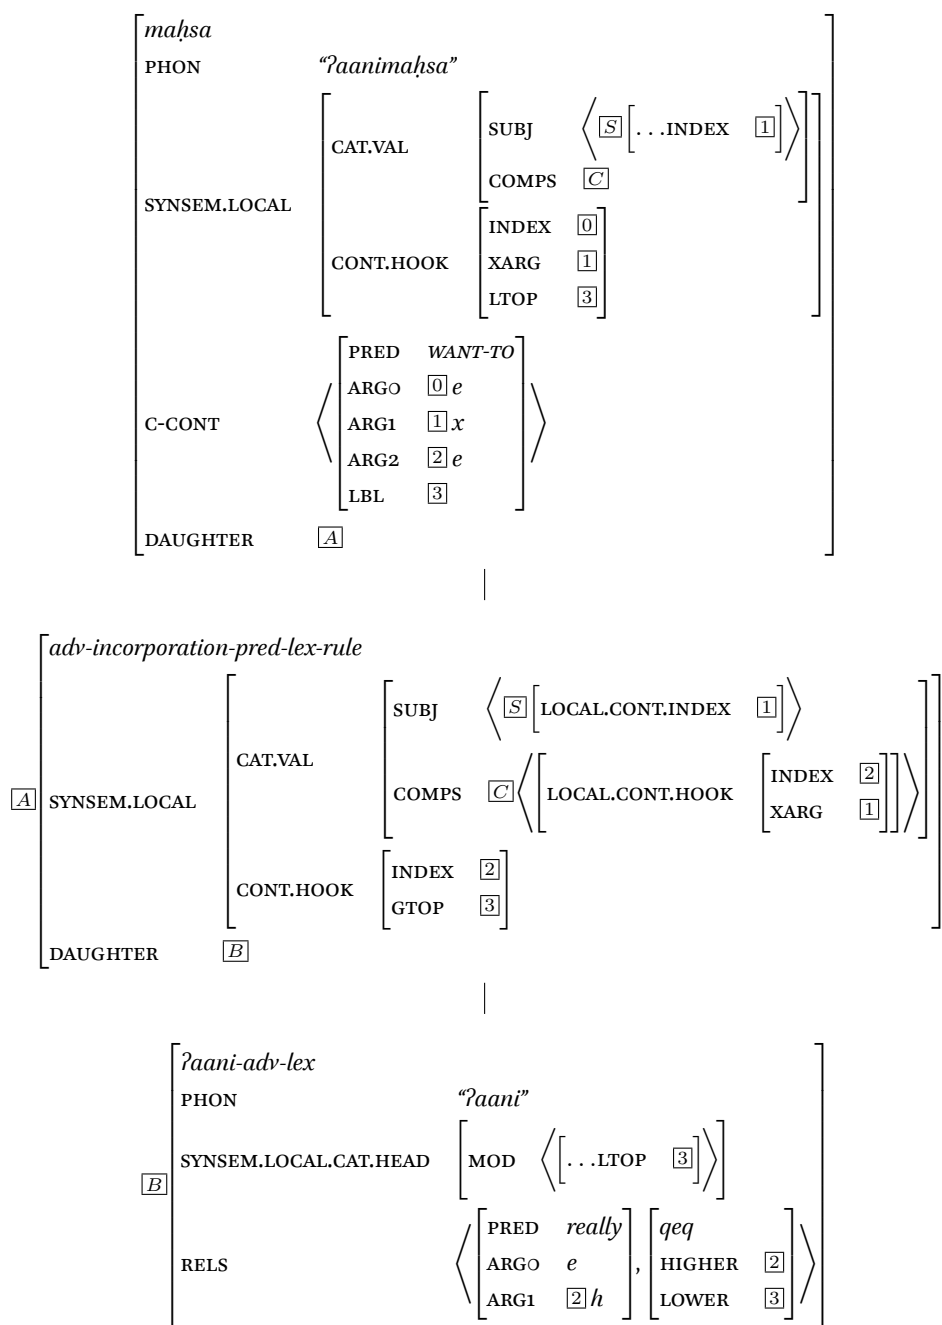 maḥsa
PHON “ʔaanimaḥsa”
SUBJ ⟨ S [ . . .INDEX 1 ] ⟩
CAT.VAL
COMPS C
SYNSEM.LOCAL
INDEX 0
CONT.HOOK XARG 1
LTOP 3
PRED WANT-TO
ARG0 0 e
C-CONT ARG1 1 x
ARG2 2 e
LBL 3
DAUGHTER A
adv-incorporation-pred-lex-rule
SUBJ ⟨ S [ LOCAL.CONT.INDEX 1 ] ⟩
CAT.VAL
INDEX 2
A SYNSEM.LOCAL COMPS C ⟨ [ LOCAL.CONT.HOOK
XARG 1
INDEX 2
CONT.HOOK
GTOP 3
DAUGHTER B
ʔaani-adv-lex
PHON “ʔaani”
SYNSEM.LOCAL.CAT.HEAD [ MOD ⟨ [ . . .LTOP 3 ] ⟩ ]
B
PRED really , qeq
RELS ARG0 e HIGHER 2
ARG1 2 h LOWER 3